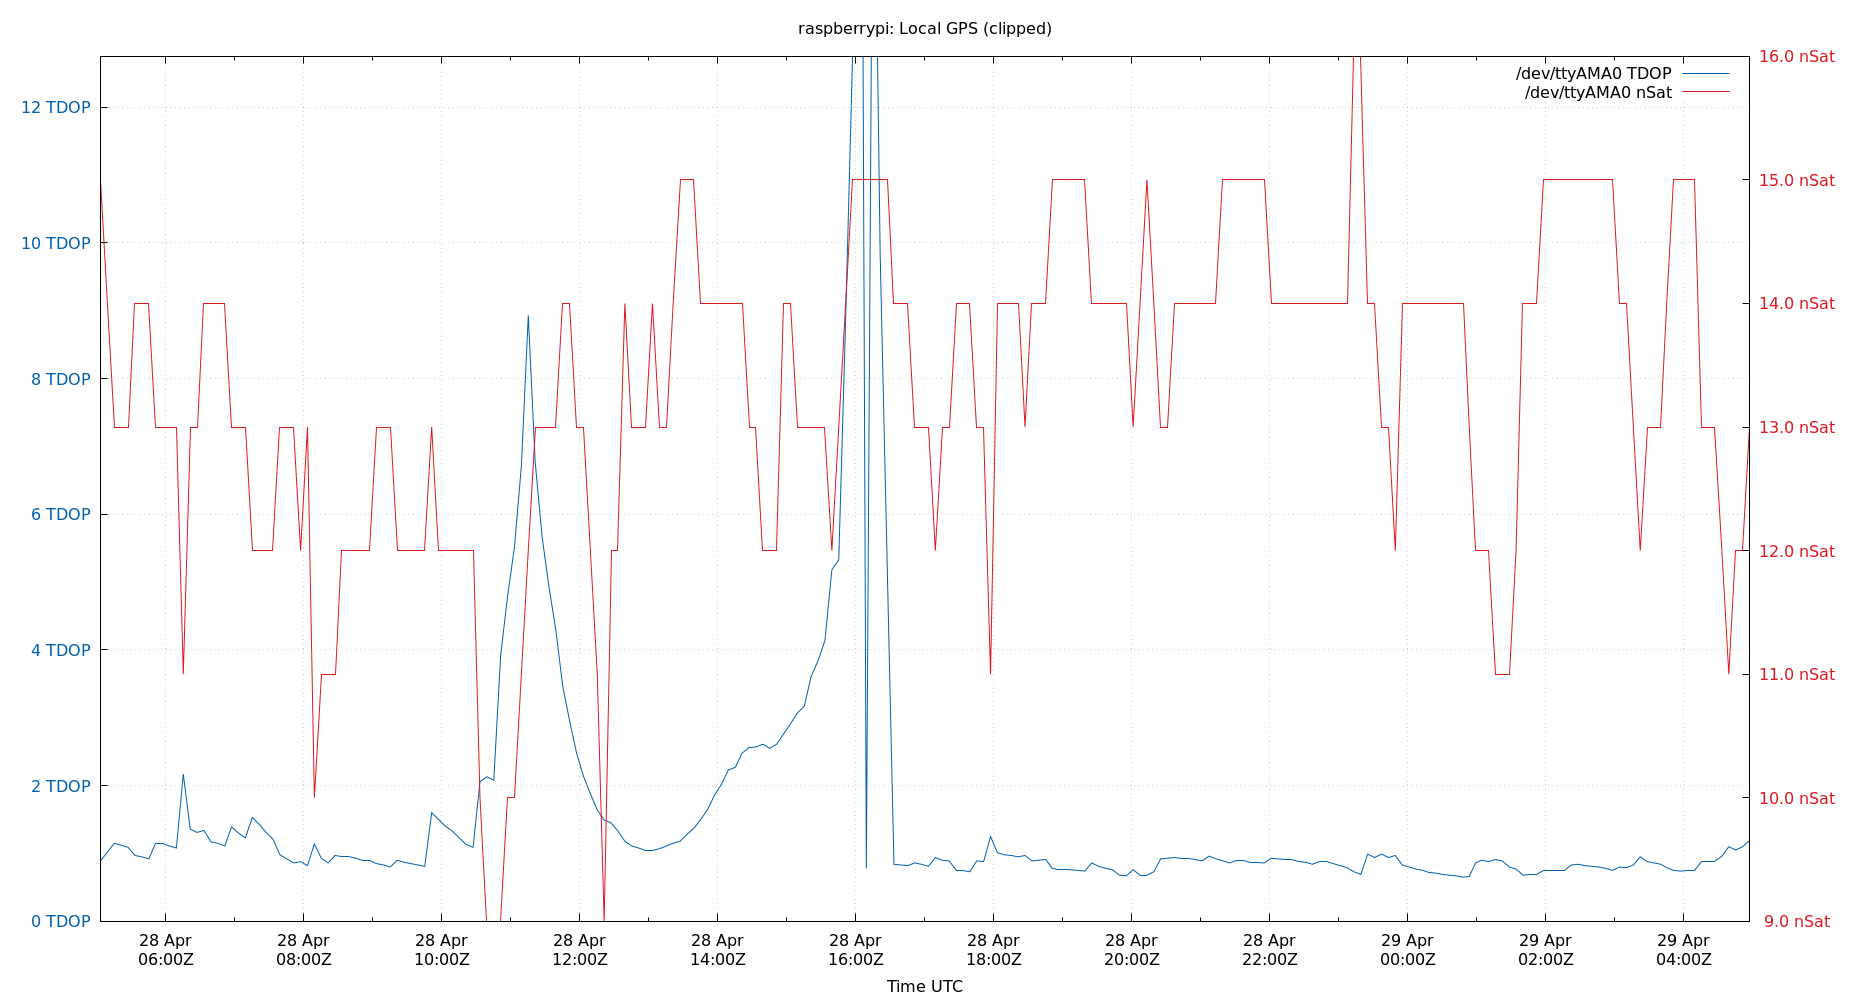 raspberrypi: Local GPS (clipped)
/dev/ttyAMA0 TDOP
/dev/ttyAMA0 nSat
12 TDOP
10 TDOP
8 TDOP
6 TDOP
4 TDOP
2 TDOP
0 TDOP
16.0 nSat
15.0 nSat
14.0 nSat
13.0 nSat
12.0 nSat
11.0 nSat
10.0 nSat
9.0 nSat
28 Apr 28 Apr 28 Apr 28 Apr 28 Apr 28 Apr 28 Apr 28 Apr 28 Apr 29 Apr 29 Apr 29 Apr
06:00Z 08:00Z 10:00Z 12:00Z 14:00Z 16:00Z 18:00Z 20:00Z 22:00Z 00:00Z 02:00Z 04:00Z
Time UTC